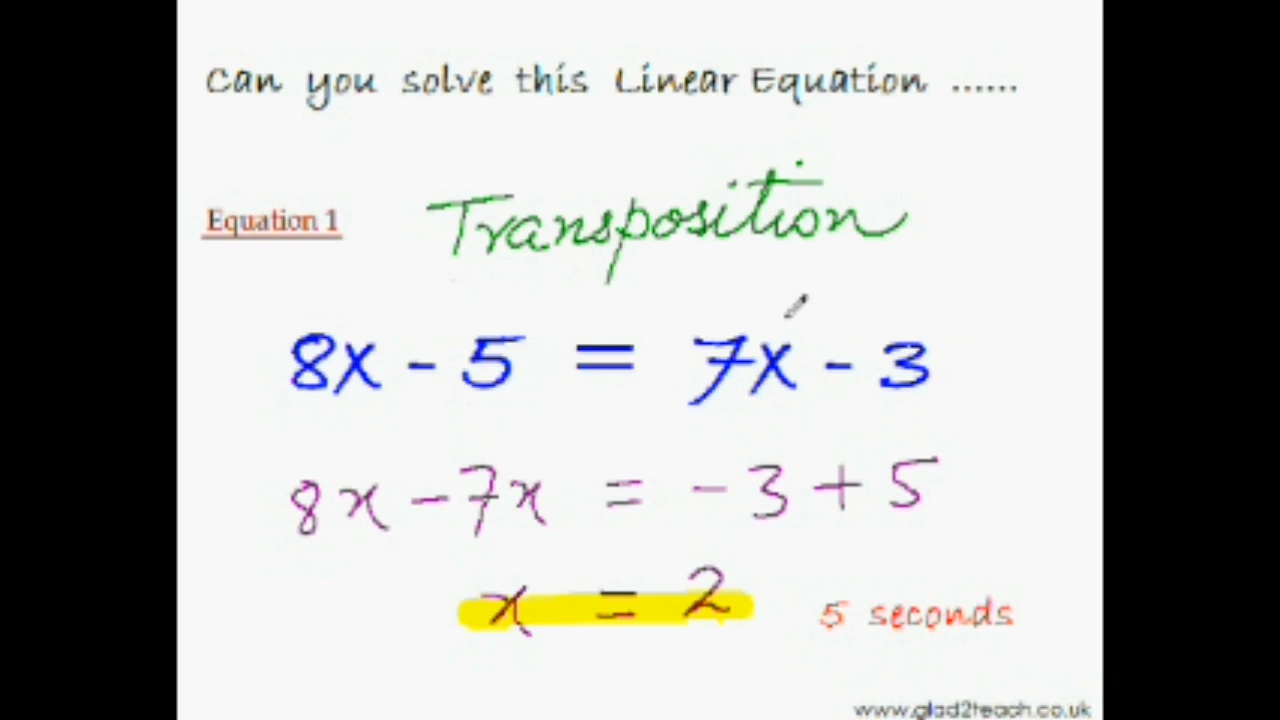 Can you solve this Linear Equation ......
Equation 1
Transposition
8x - 5 = 7x - 3
8x - 7x = - 3 + 5
x = 2
5 seconds
www.glad2teach.co.uk